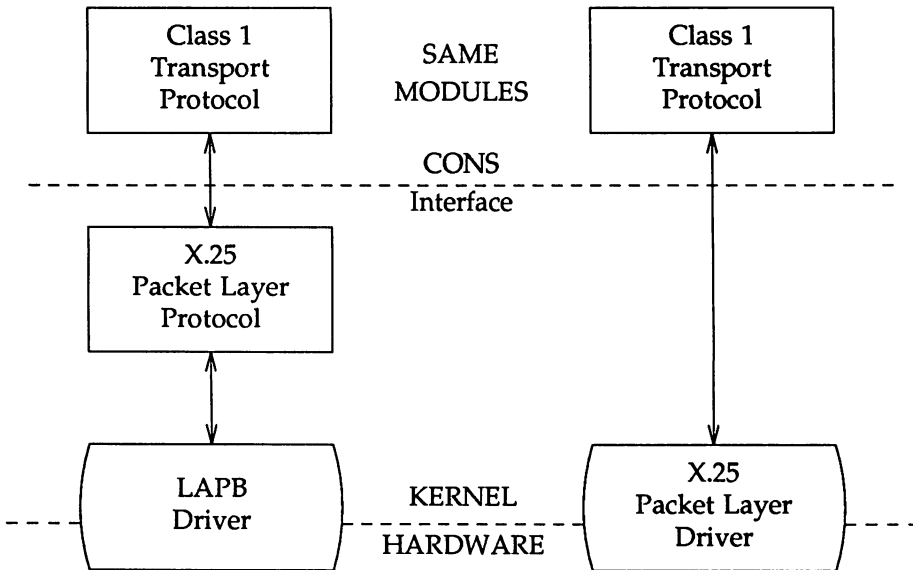 Class 1
Transport
Protocol
SAME
MODULES
Class 1
Transport
Protocol
CONS
Interface
X.25
Packet Layer
Protocol
LAPB
Driver
KERNEL
HARDWARE
X.25
Packet Layer
Driver